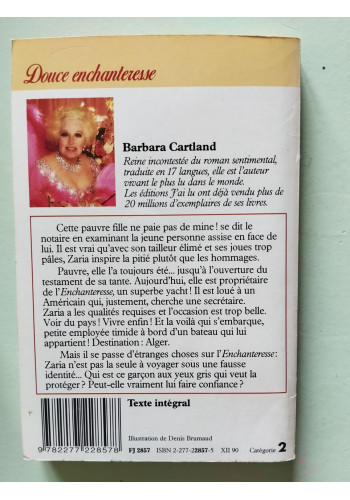 Douce enchanteresse
Barbara Cartland
Reine incontestée du roman sentimental,
traduite en 17 langues, elle est l'auteur
vivant le plus lu dans le monde.
Les éditions J'ai lu ont déjà vendu plus de
20 millions d'exemplaires de ses livres.
Cette pauvre fille ne paie pas de mine ! se dit le
notaire en examinant la jeune personne assise en face de
lui. Il est vrai qu'avec son tailleur élimé et ses joues trop
pâles, Zaria inspire la pitié plutôt que les hommages.
Pauvre, elle l'a toujours été... jusqu'à l'ouverture du
testament de sa tante. Aujourd'hui, elle est propriétaire
de l'Enchanteresse, un superbe yacht ! Il est loué à un
Américain qui, justement, cherche une secrétaire.
Zaria a les qualités requises et l'occasion est trop belle.
Voir du pays ! Vivre enfin ! Et la voilà qui s'embarque,
petite employée timide à bord d'un bateau qui lui
appartient ! Destination : Alger.
Mais il se passe d'étranges choses sur l'Enchanteresse :
Zaria n'est pas la seule à voyager sous une fausse
identité... Qui est ce garçon aux yeux gris qui veut la
protéger ? Peut-elle vraiment lui faire confiance ?
Texte intégral
9 782277 228578
Illustration de Denis Brumaud
FJ 2857 ISBN 2-277-22857-5 XII 90 Catégorie 2